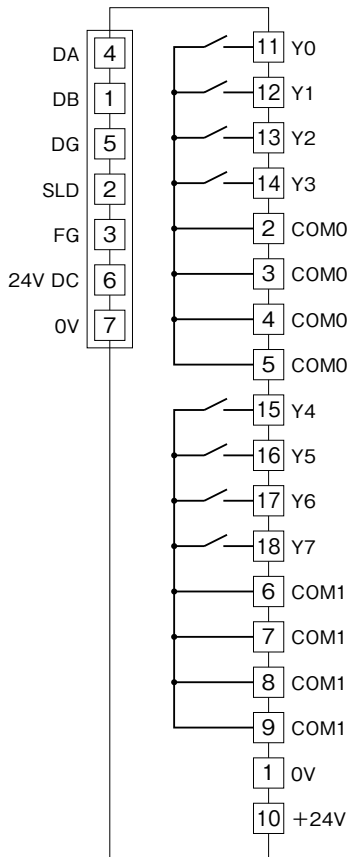 DA 4
DB 1
DG 5
SLD 2
FG 3
24V DC 6
0V 7
11 Y0
12 Y1
13 Y2
14 Y3
2 COM0
3 COM0
4 COM0
5 COM0
15 Y4
16 Y5
17 Y6
18 Y7
6 COM1
7 COM1
8 COM1
9 COM1
1 0V
10 +24V